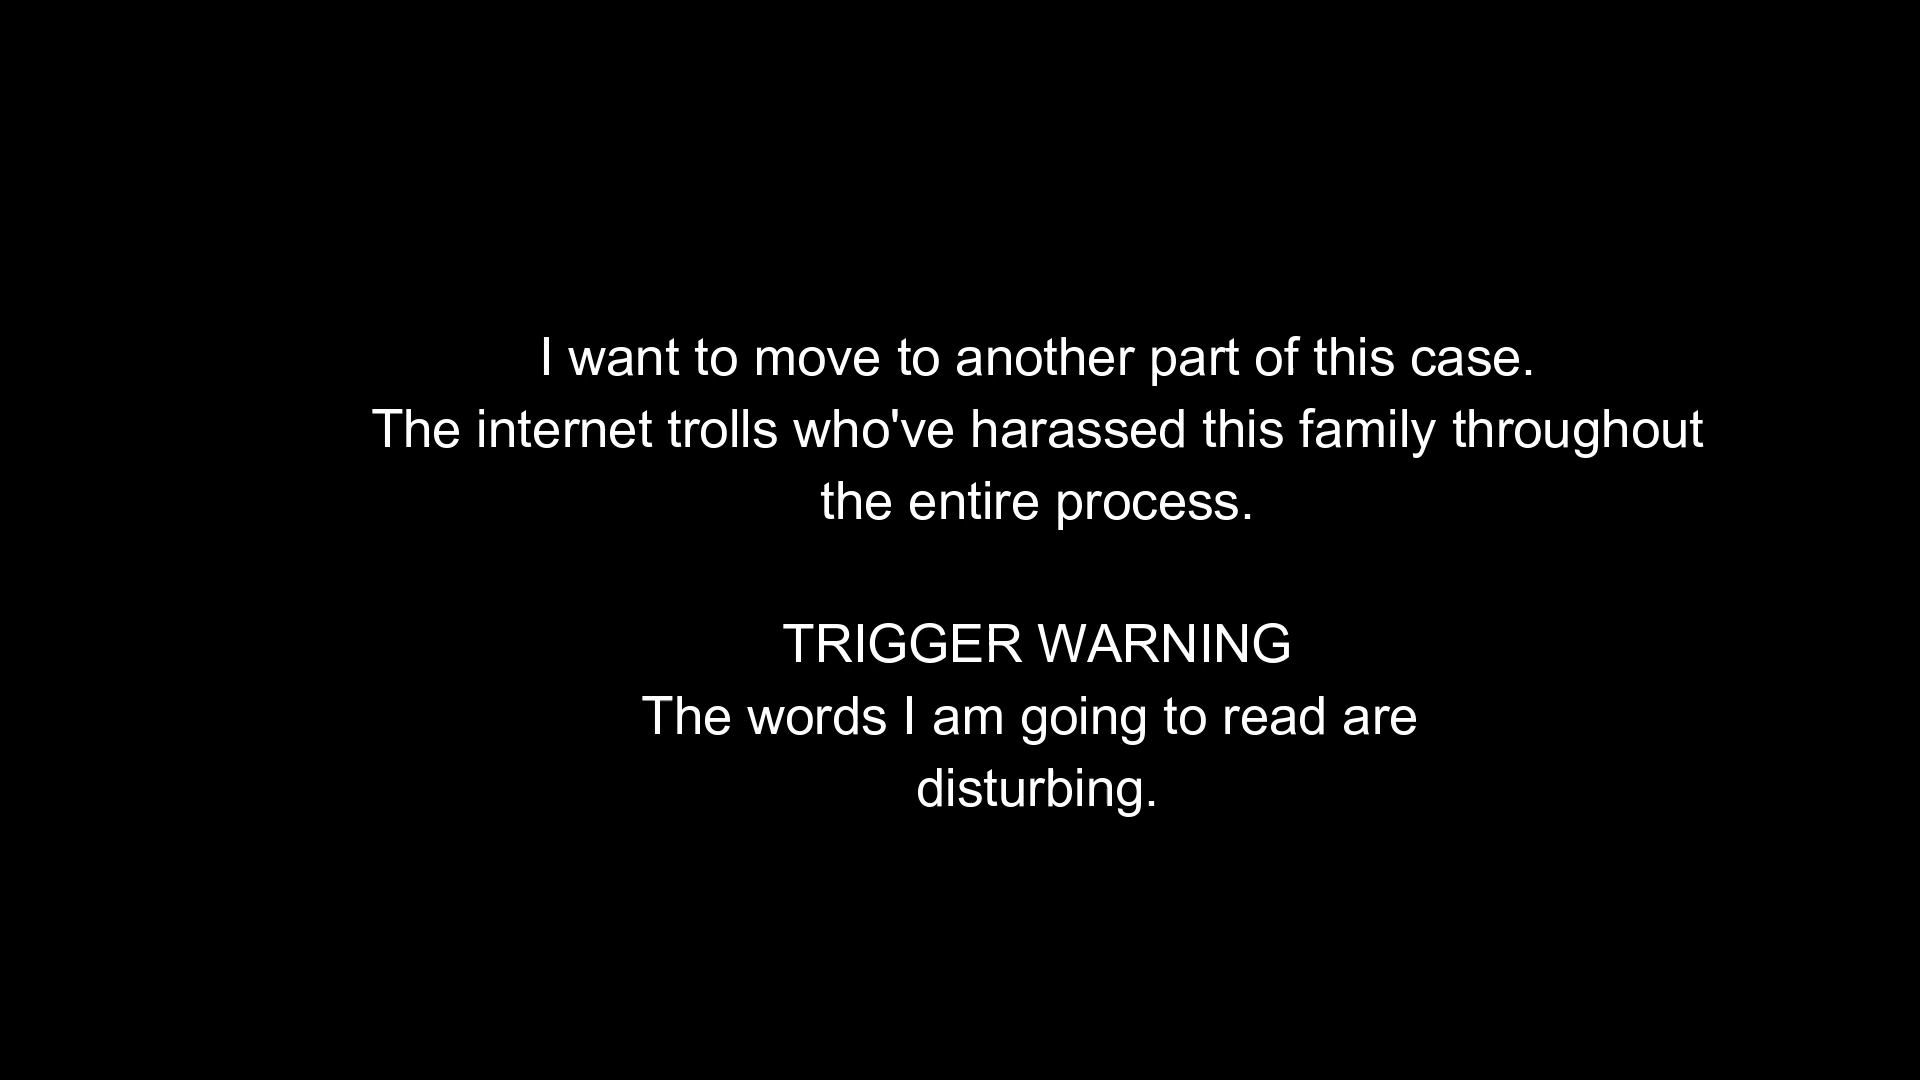 I want to move to another part of this case.
The internet trolls who've harassed this family throughout
the entire process.
TRIGGER WARNING
The words I am going to read are
disturbing.